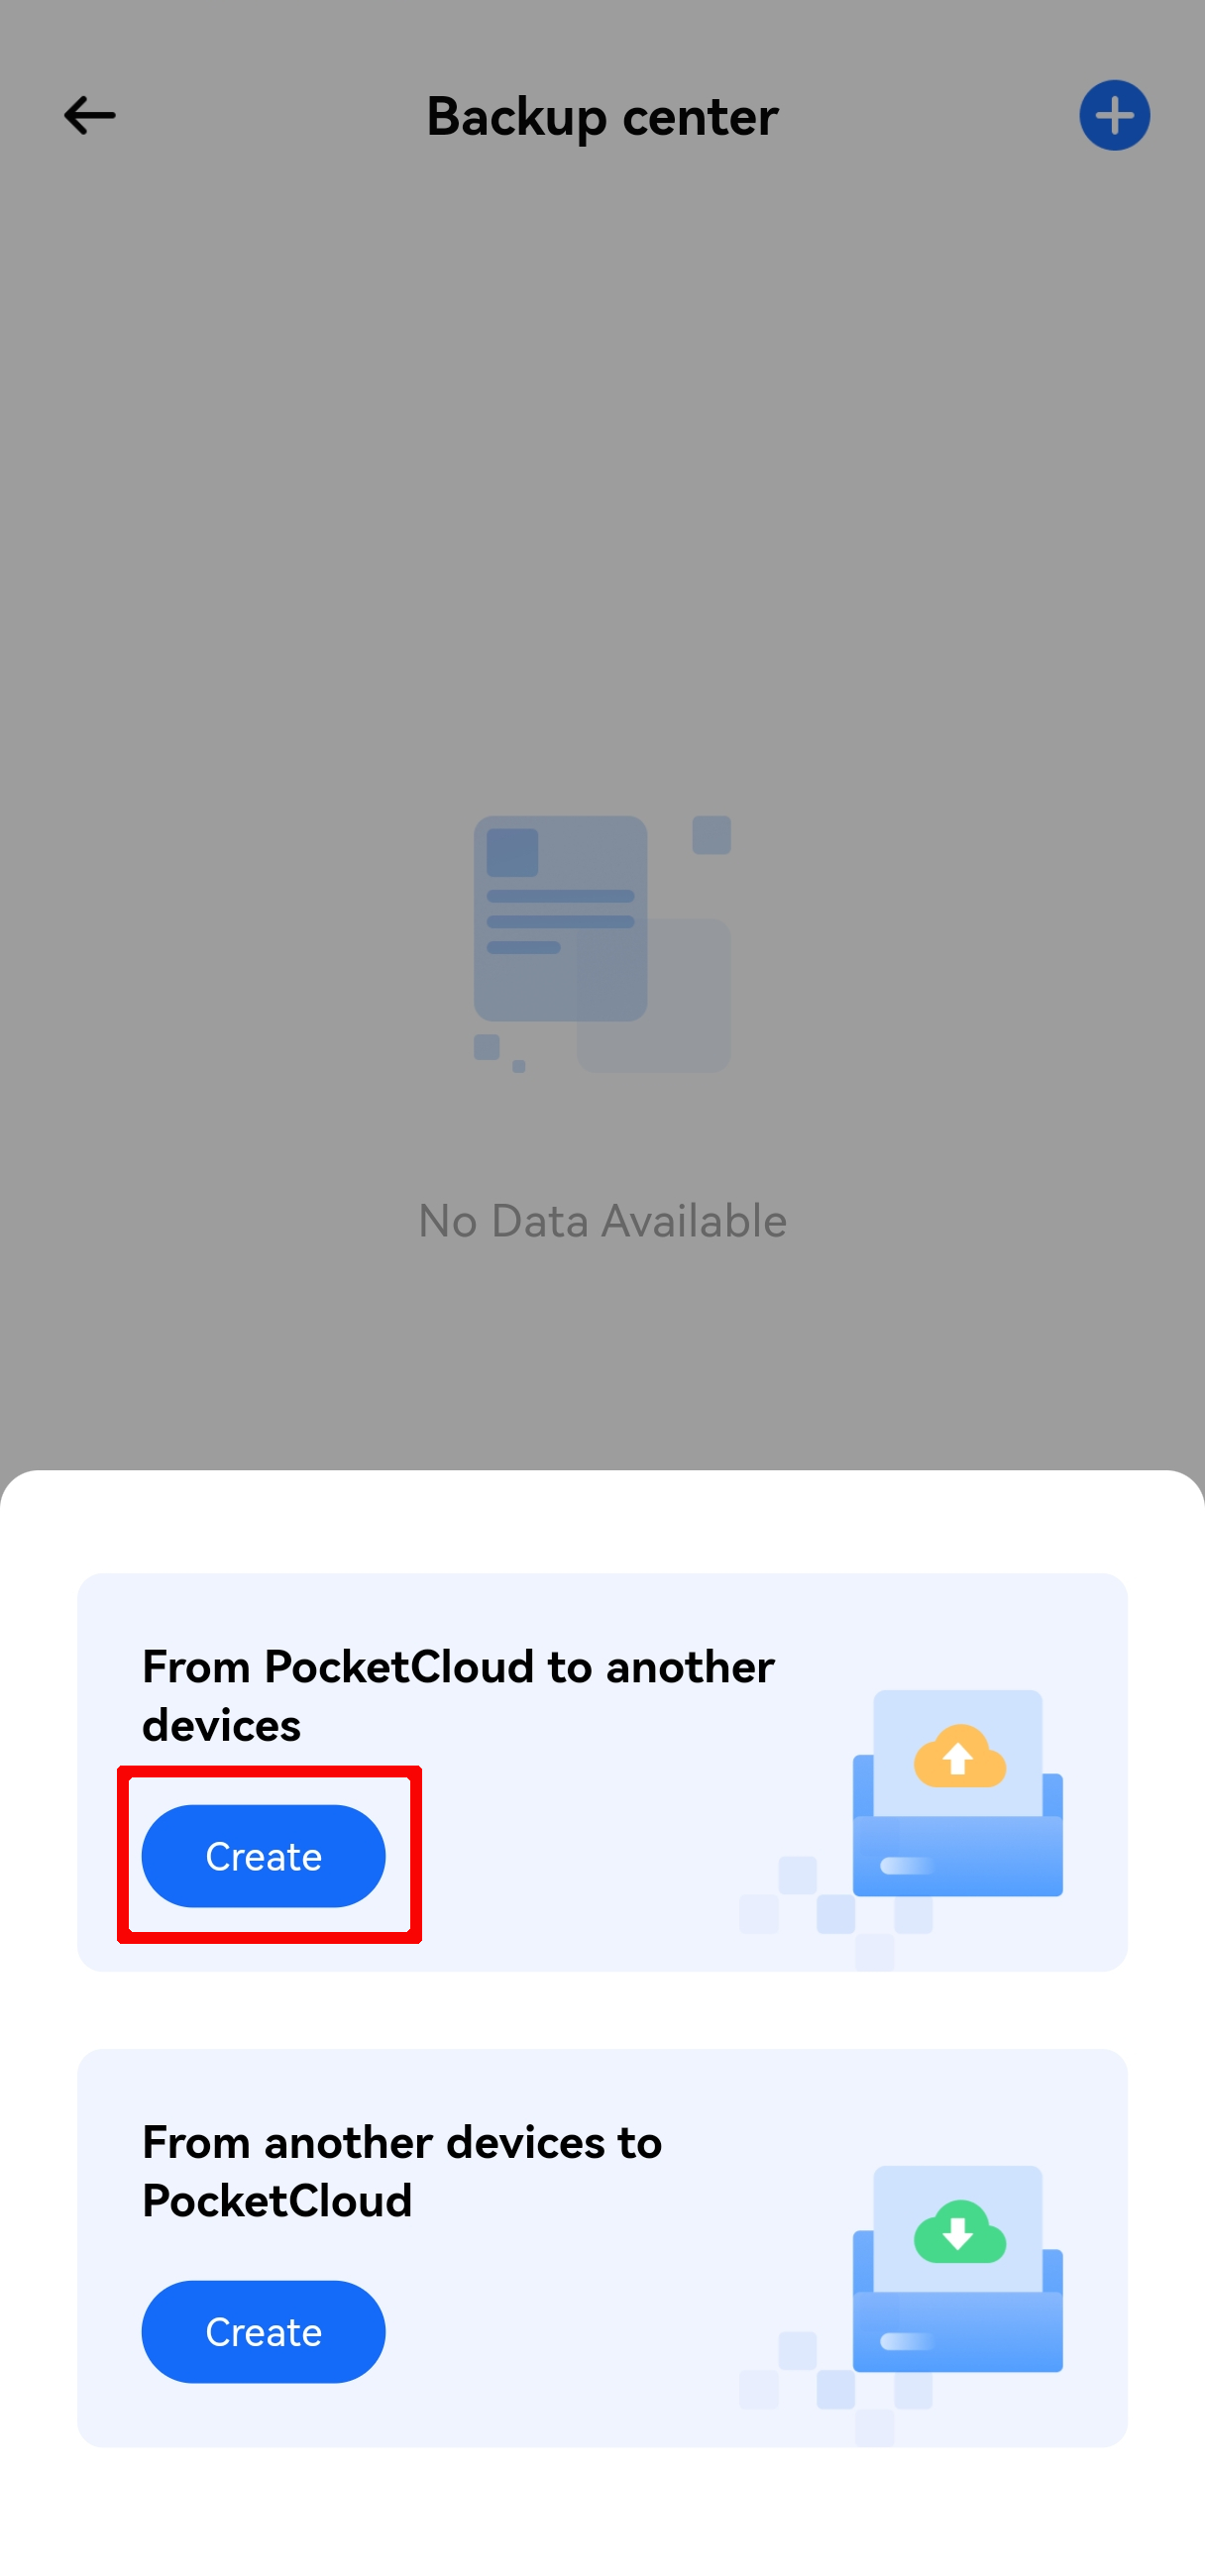 Backup center
No Data Available
From PocketCloud to another
devices
Create
From another devices to
PocketCloud
Create